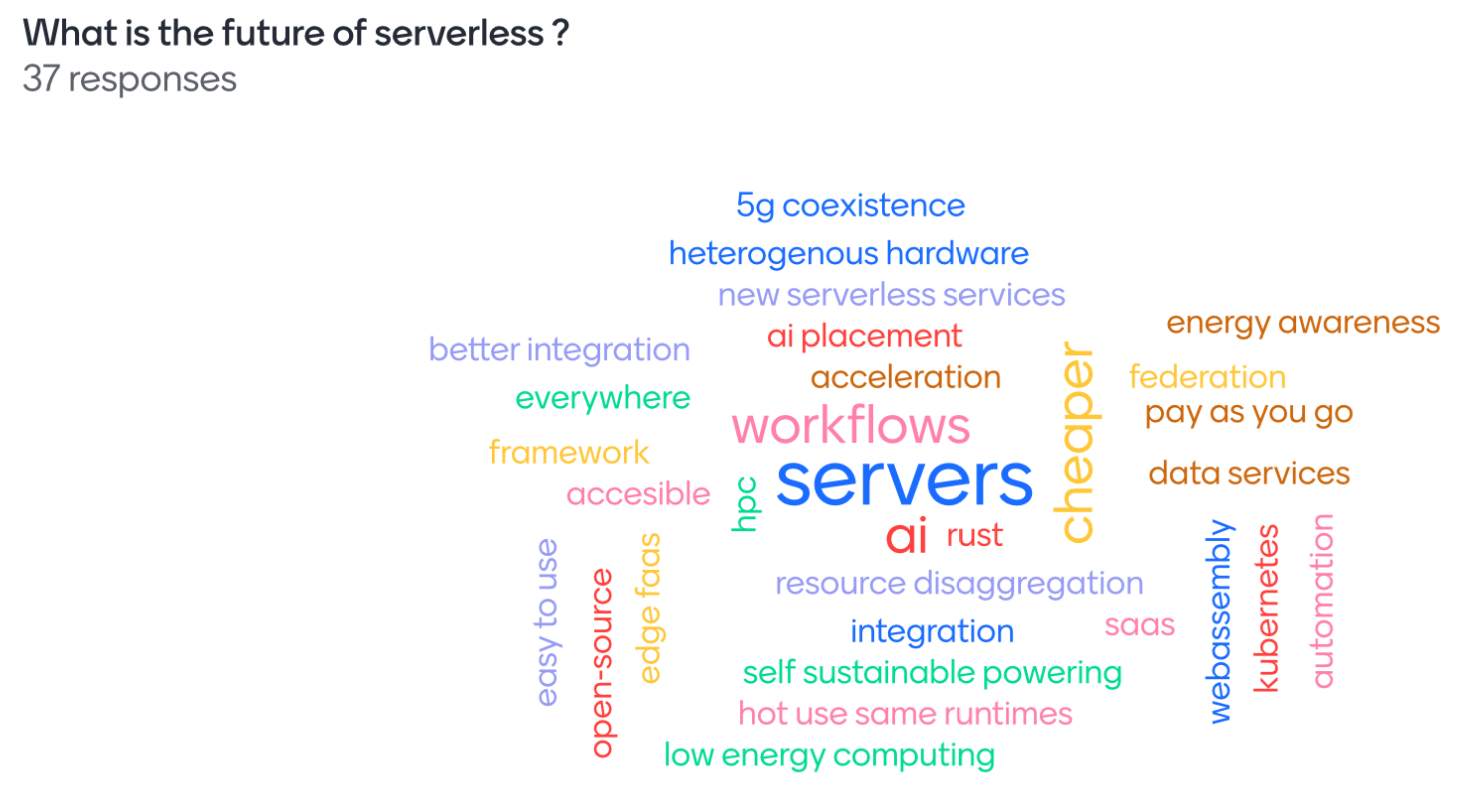 What is the future of serverless ?
37 responses
5g coexistence
heterogenous hardware
new serverless services
energy awareness
ai placement
better integration
acceleration
federation
everywhere
pay as you go
workflows
cheaper
framework
data services
servers
accesible
hpc
ai
rust
easy to use
open-source
edge faas
resource disaggregation
integration
saas
webassembly
kubernetes
automation
self sustainable powering
hot use same runtimes
low energy computing